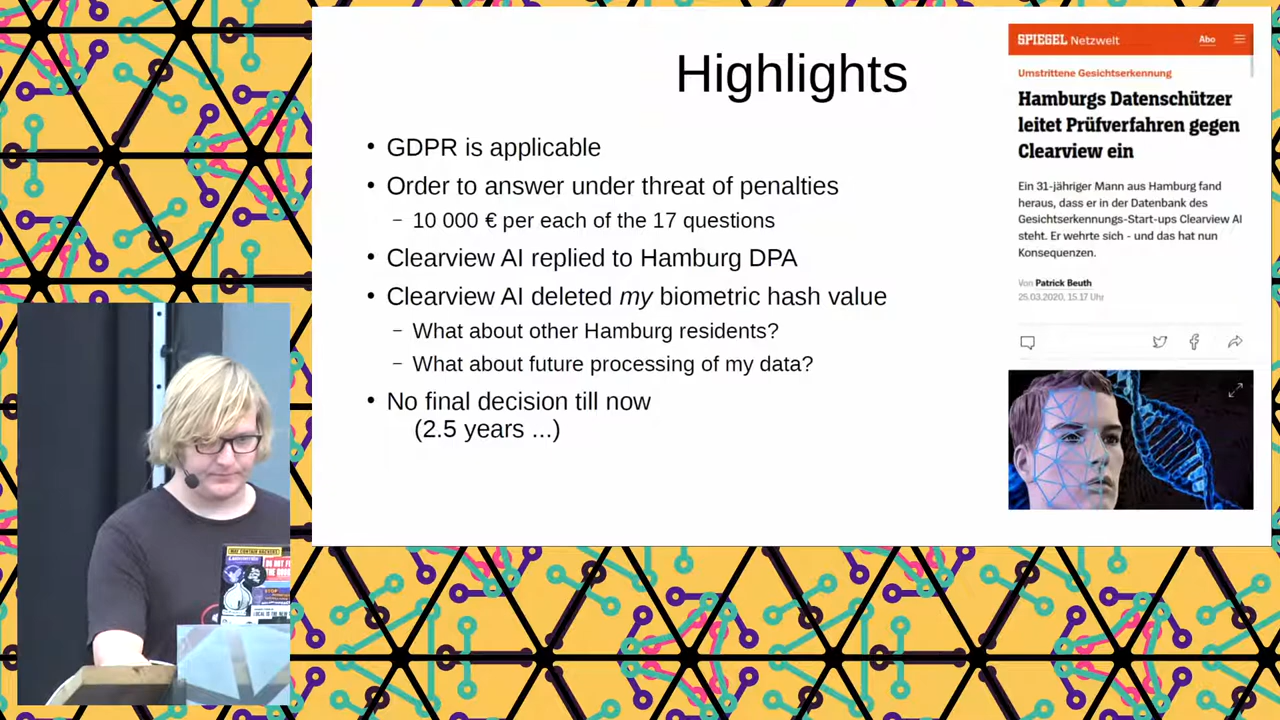 Highlights
• GDPR is applicable
• Order to answer under threat of penalties
– 10 000 € per each of the 17 questions
• Clearview AI replied to Hamburg DPA
• Clearview AI deleted my biometric hash value
– What about other Hamburg residents?
– What about future processing of my data?
• No final decision till now
(2.5 years ...)
SPIEGEL Netzwelt
Abo
Umstrittene Gesichtserkennung
Hamburgs Datenschützer
leitet Prüfverfahren gegen
Clearview ein
Ein 31-jähriger Mann aus Hamburg fand
heraus, dass er in der Datenbank des
Gesichtserkennungs-Start-ups Clearview AI
steht. Er wehrte sich - und das hat nun
Konsequenzen.
Von Patrick Beuth
25.03.2020, 15.17 Uhr
MAY CONTAIN HACKERS